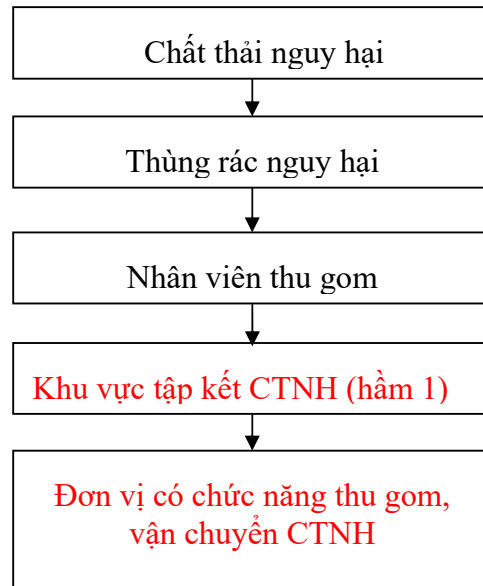 Chất thải nguy hại
Thùng rác nguy hại
Nhân viên thu gom
Khu vực tập kết CTNH (hầm 1)
Đơn vị có chức năng thu gom,
vận chuyển CTNH